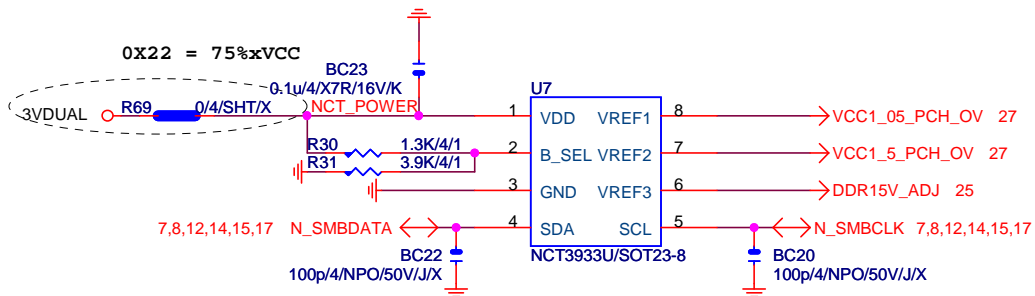 0X22 = 75%xVCC
BC23
0.1u/4/X7R/16V/K
U7
3VDUAL R69 0/4/SHT/X NCT_POWER
1 VDD VREF1 8 VCC1_05_PCH_OV 27
R30 1.3K/4/1 2 B_SEL VREF2 7 VCC1_5_PCH_OV 27
R31 3.9K/4/1
3 GND VREF3 6 DDR15V_ADJ 25
7,8,12,14,15,17 N_SMBDATA 4 SDA SCL 5 N_SMBCLK 7,8,12,14,15,17
BC22 NCT3933U/SOT23-8 BC20
100p/4/NPO/50V/J/X 100p/4/NPO/50V/J/X